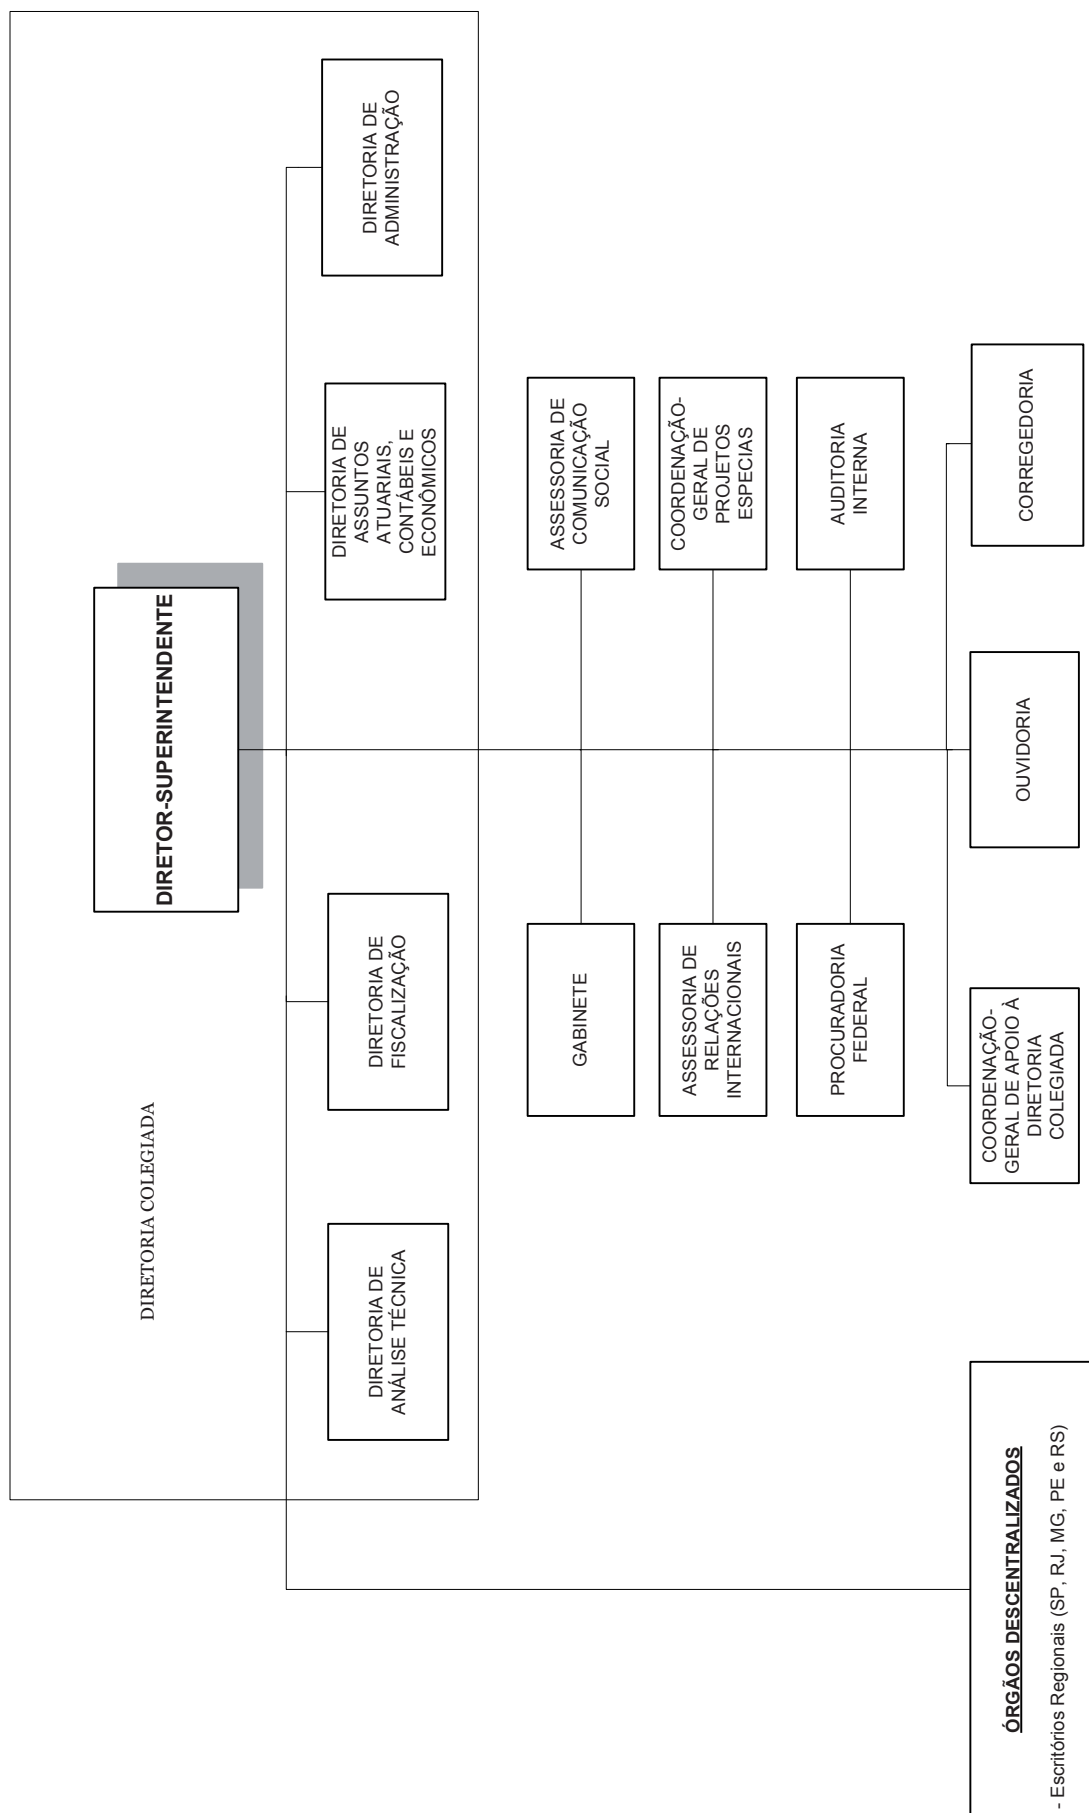 DIRETORIA COLEGIADA
DIRETOR-SUPERINTENDENTE
DIRETORIA DE
ANÁLISE TÉCNICA
DIRETORIA DE
FISCALIZAÇÃO
DIRETORIA DE
ASSUNTOS
ATUARIAIS,
CONTÁBEIS E
ECONÔMICOS
DIRETORIA DE
ADMINISTRAÇÃO
GABINETE
ASSESSORIA DE
COMUNICAÇÃO
SOCIAL
ASSESSORIA DE
RELAÇÕES
INTERNACIONAIS
COORDENAÇÃO-
GERAL DE
PROJETOS
ESPECIAS
PROCURADORIA
FEDERAL
AUDITORIA
INTERNA
ÓRGÃOS DESCENTRALIZADOS
- Escritórios Regionais (SP, RJ, MG, PE e RS)
COORDENAÇÃO-
GERAL DE APOIO À
DIRETORIA
COLEGIADA
OUVIDORIA
CORREGEDORIA